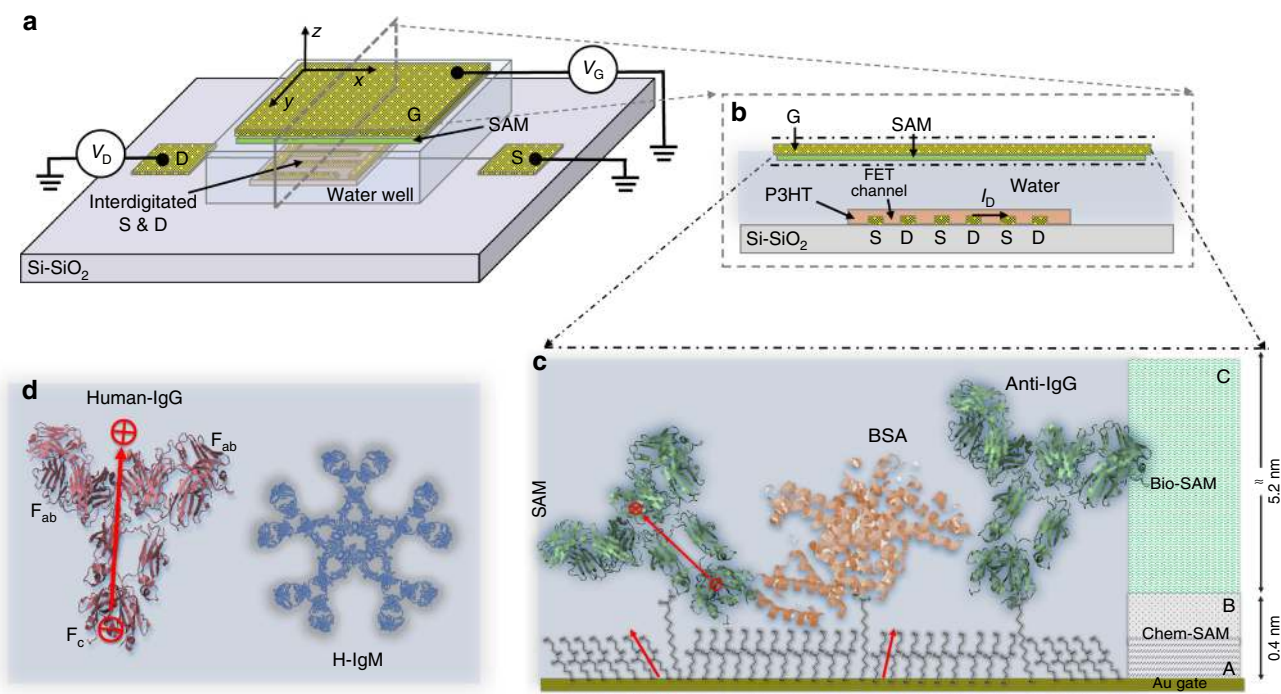 a
z
x
y
V_G
G
SAM
V_D
D
S
Interdigitated
S & D
Water well
Si-SiO₂
b
G
SAM
FET
channel
Water
P3HT
I_D
Si-SiO₂
S D S D S D
c
Anti-IgG
C
BSA
SAM
Bio-SAM
≈
5.2 nm
B
Chem-SAM
0.4 nm
A
Au gate
d
Human-IgG
F_ab
F_ab
F_c
H-IgM